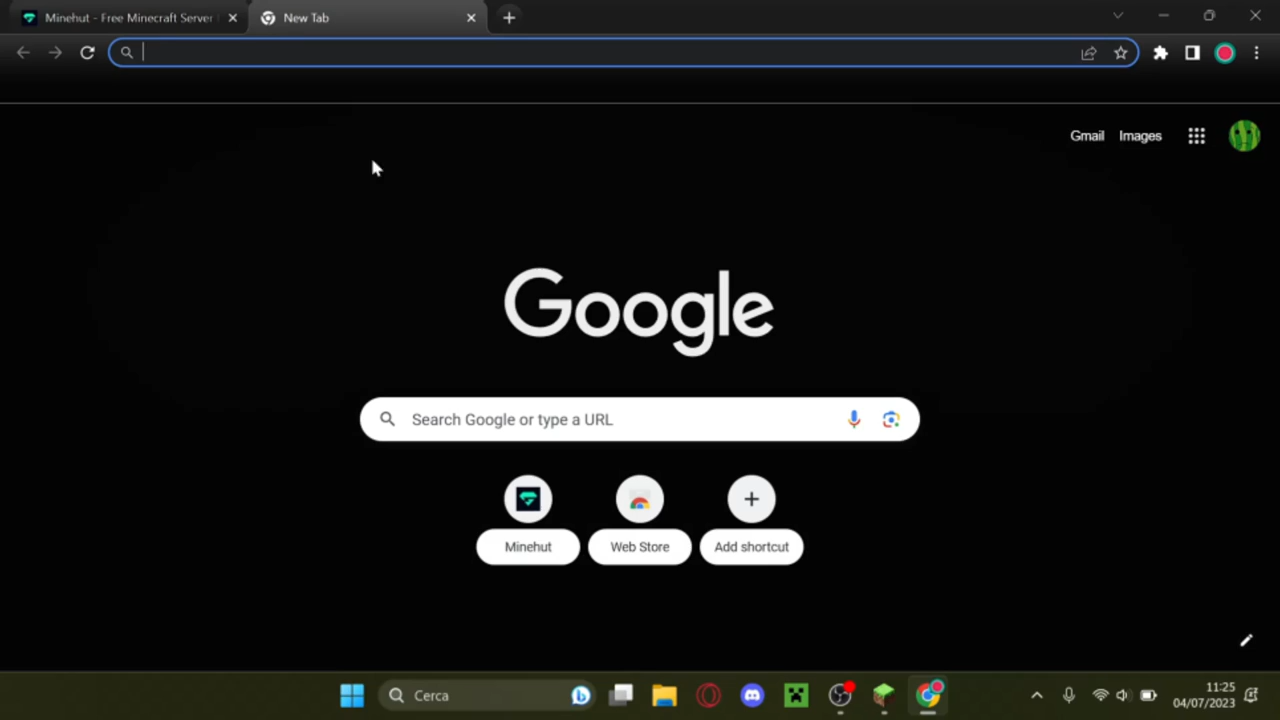 Minehut - Free Minecraft Server
New Tab
Gmail
Images
Google
Search Google or type a URL
Minehut
Web Store
Add shortcut
Cerca
11:25
04/07/2023